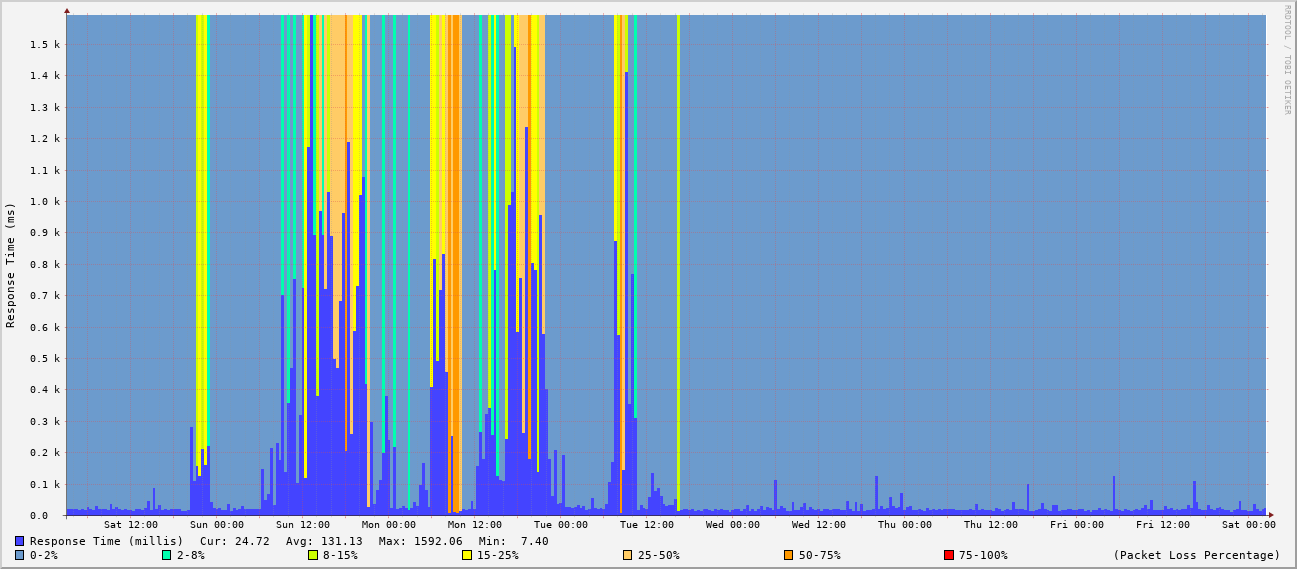 RRDTOOL / TOBI OETIKER
Response Time (ms)
1.5 k
1.4 k
1.3 k
1.2 k
1.1 k
1.0 k
0.9 k
0.8 k
0.7 k
0.6 k
0.5 k
0.4 k
0.3 k
0.2 k
0.1 k
0.0
Sat 12:00 Sun 00:00 Sun 12:00 Mon 00:00 Mon 12:00 Tue 00:00 Tue 12:00 Wed 00:00 Wed 12:00 Thu 00:00 Thu 12:00 Fri 00:00 Fri 12:00 Sat 00:00
Response Time (millis) Cur: 24.72 Avg: 131.13 Max: 1592.06 Min: 7.40
0-2% 2-8% 8-15% 15-25% 25-50% 50-75% 75-100% (Packet Loss Percentage)